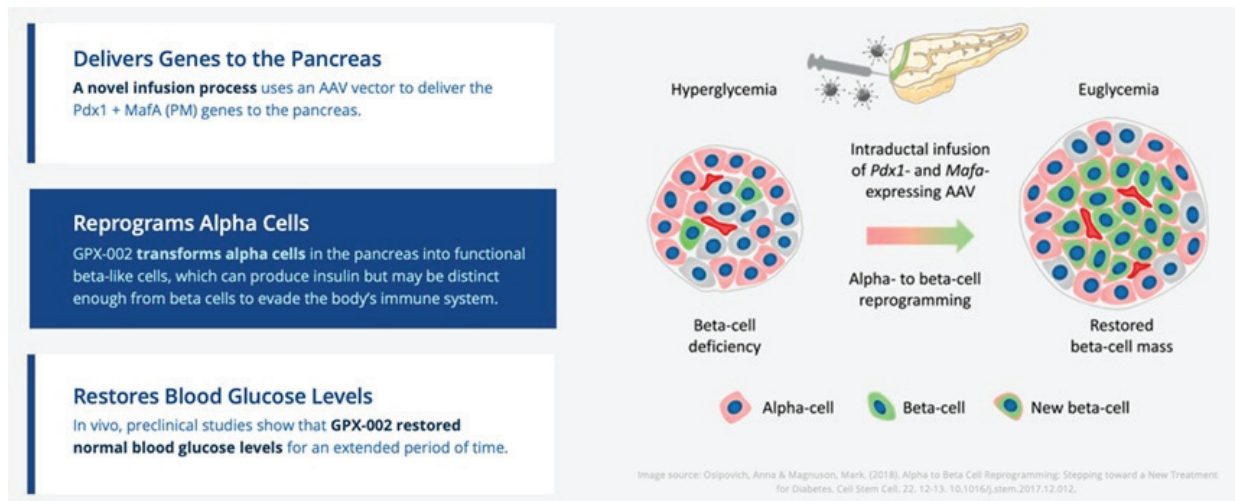 Delivers Genes to the Pancreas
A novel infusion process uses an AAV vector to deliver the
Pdx1 + MafA (PM) genes to the pancreas.
Reprograms Alpha Cells
GPX-002 transforms alpha cells in the pancreas into functional
beta-like cells, which can produce insulin but may be distinct
enough from beta cells to evade the body's immune system.
Restores Blood Glucose Levels
In vivo, preclinical studies show that GPX-002 restored
normal blood glucose levels for an extended period of time.
Hyperglycemia
Euglycemia
Intraductal infusion
of Pdx1- and Mafa-
expressing AAV
Alpha- to beta-cell
reprogramming
Beta-cell
deficiency
Restored
beta-cell mass
Alpha-cell
Beta-cell
New beta-cell
Image source: Osipovich, Anna & Magnuson, Mark. (2018). Alpha to Beta Cell Reprogramming: Stepping toward a New Treatment
for Diabetes. Cell Stem Cell. 22. 12-13. 10.1016/j.stem.2017.12.012.